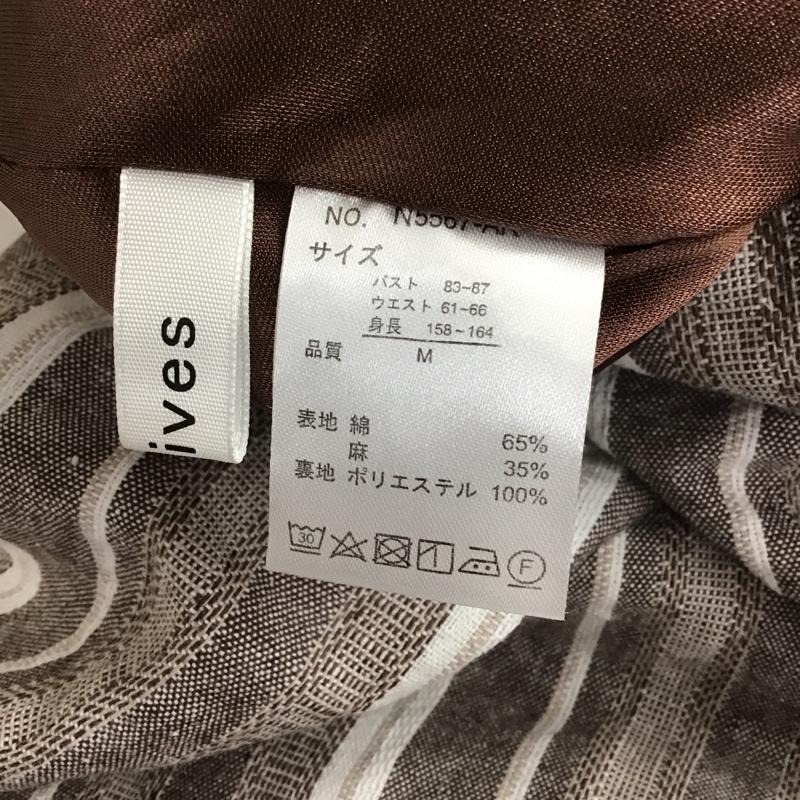 ives
NO.
サイズ
バスト 83~87
ウエスト 61~66
身長 158~164
品質 M
表地 綿 65%
麻 35%
裏地 ポリエステル 100%
30
F